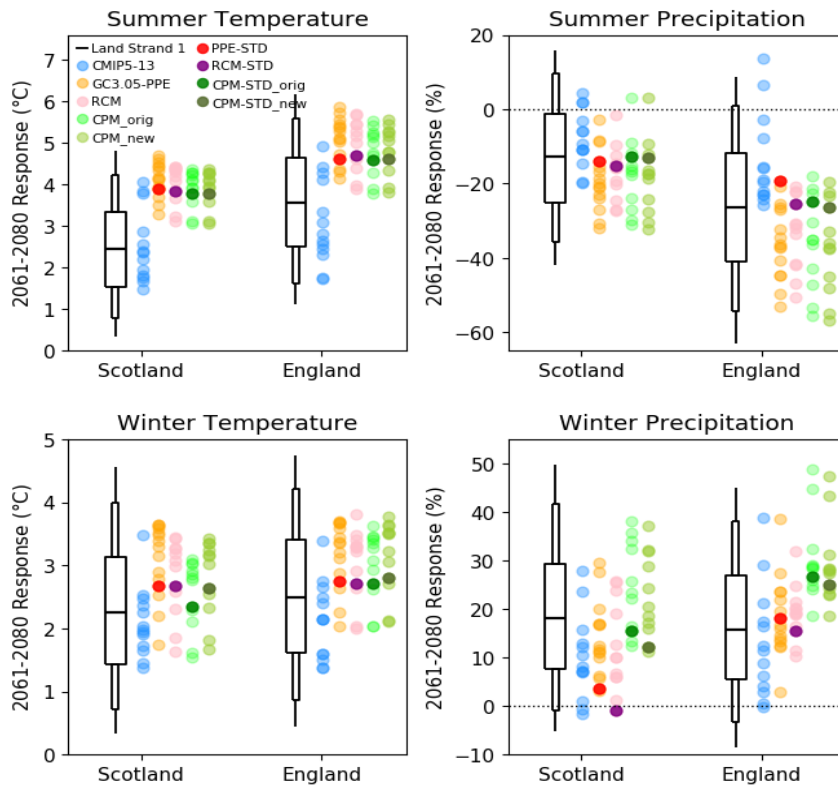 Summer Temperature
2061-2080 Response (°C)
7
6
5
4
3
2
1
0
Land Strand 1
CMIP5-13
GC3.05-PPE
RCM
CPM_orig
CPM_new
PPE-STD
RCM-STD
CPM-STD_orig
CPM-STD_new
Scotland England
Summer Precipitation
2061-2080 Response (%)
20
0
−20
−40
−60
Scotland England
Winter Temperature
2061-2080 Response (°C)
5
4
3
2
1
0
Scotland England
Winter Precipitation
2061-2080 Response (%)
50
40
30
20
10
0
−10
Scotland England